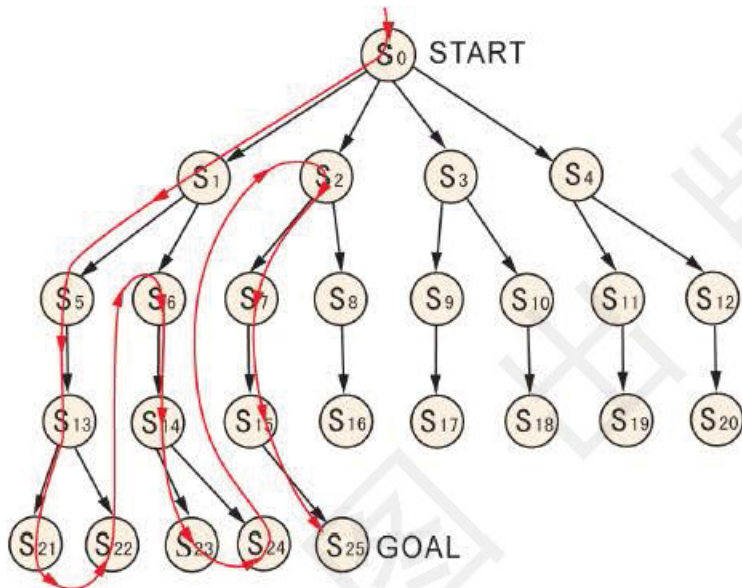 S0 START
S1 S2 S3 S4
S5 S6 S7 S8 S9 S10 S11 S12
S13 S14 S15 S16 S17 S18 S19 S20
S21 S22 S23 S24 S25 GOAL